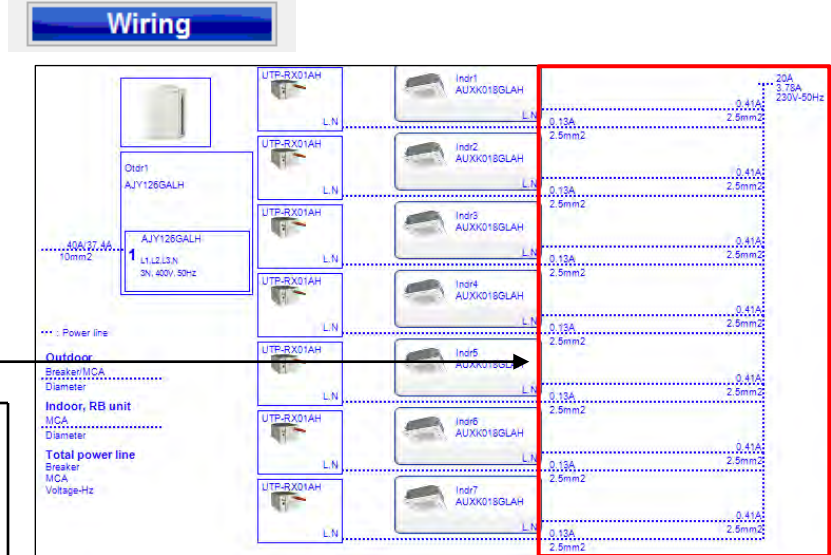 Wiring
Otdr1
AJY126GALH
AJY126GALH
1 L1,L2,L3,N
3N, 400V, 50Hz
40A/37.4A
10mm2
--- : Power line
Outdoor
Breaker/MCA
Diameter
Indoor, RB unit
MCA
Diameter
Total power line
Breaker
MCA
Voltage-Hz
20A
3.78A
230V-50Hz
UTP-RX01AH
L.N
Indr1
AUXK018GLAH
L.N
0.41A
2.5mm2
0.13A
2.5mm2
UTP-RX01AH
L.N
Indr2
AUXK018GLAH
L.N
0.41A
2.5mm2
0.13A
2.5mm2
UTP-RX01AH
L.N
Indr3
AUXK018GLAH
L.N
0.41A
2.5mm2
0.13A
2.5mm2
UTP-RX01AH
L.N
Indr4
AUXK018GLAH
L.N
0.41A
2.5mm2
0.13A
2.5mm2
UTP-RX01AH
L.N
Indr5
AUXK018GLAH
L.N
0.41A
2.5mm2
0.13A
2.5mm2
UTP-RX01AH
L.N
Indr6
AUXK018GLAH
L.N
0.41A
2.5mm2
0.13A
2.5mm2
UTP-RX01AH
L.N
Indr7
AUXK018GLAH
L.N
0.41A
2.5mm2
0.13A
2.5mm2